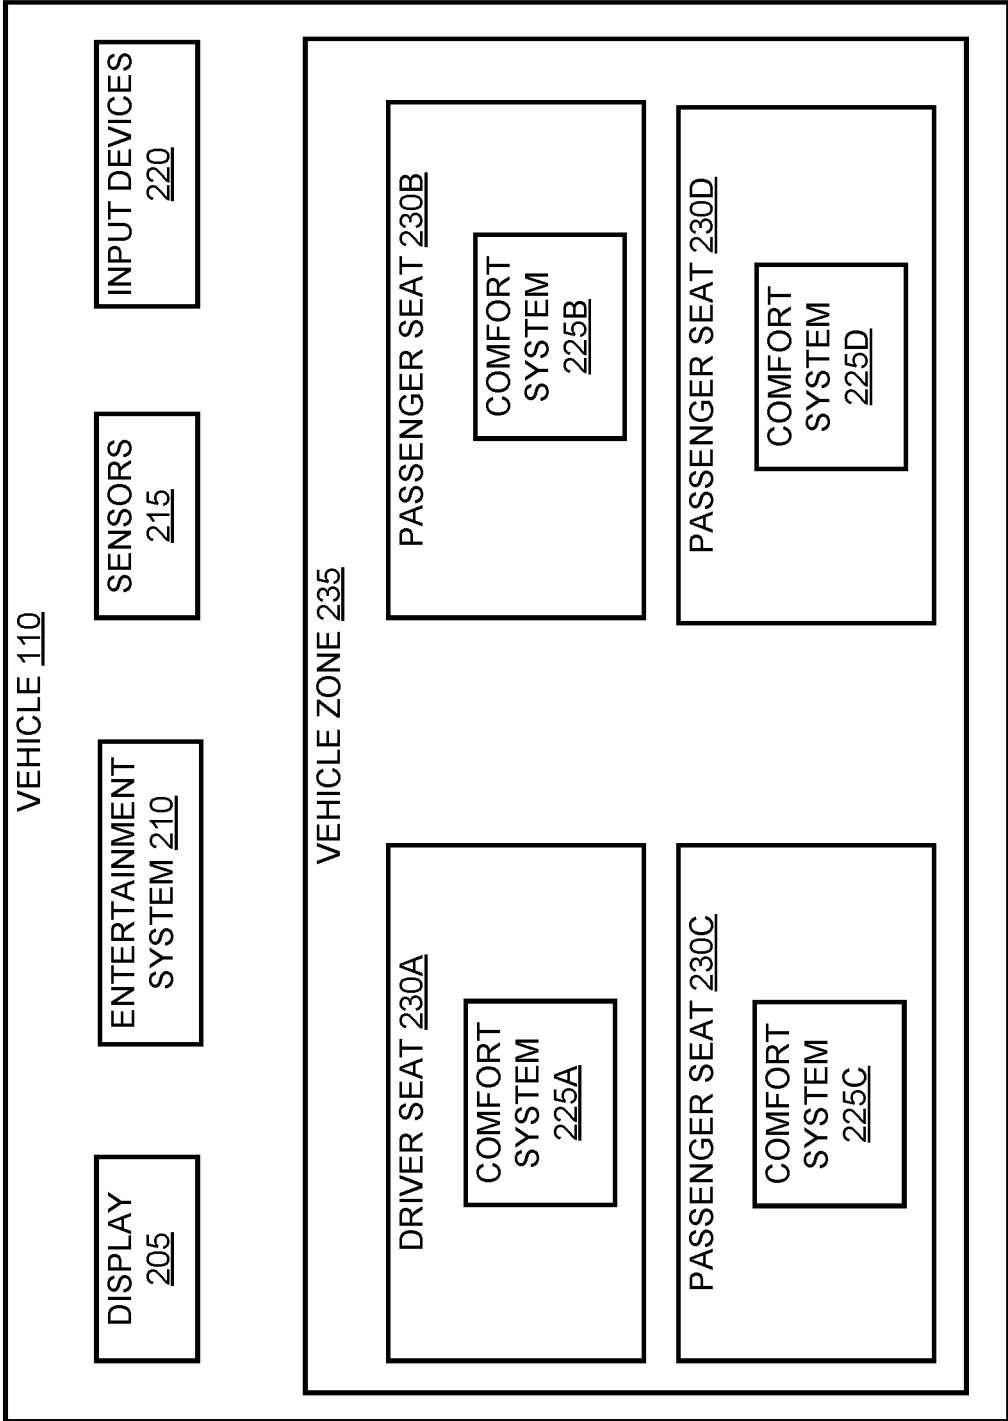 VEHICLE 110
DISPLAY
205
ENTERTAINMENT
SYSTEM 210
SENSORS
215
INPUT DEVICES
220
VEHICLE ZONE 235
DRIVER SEAT 230A
COMFORT
SYSTEM
225A
PASSENGER SEAT 230B
COMFORT
SYSTEM
225B
PASSENGER SEAT 230C
COMFORT
SYSTEM
225C
PASSENGER SEAT 230D
COMFORT
SYSTEM
225D